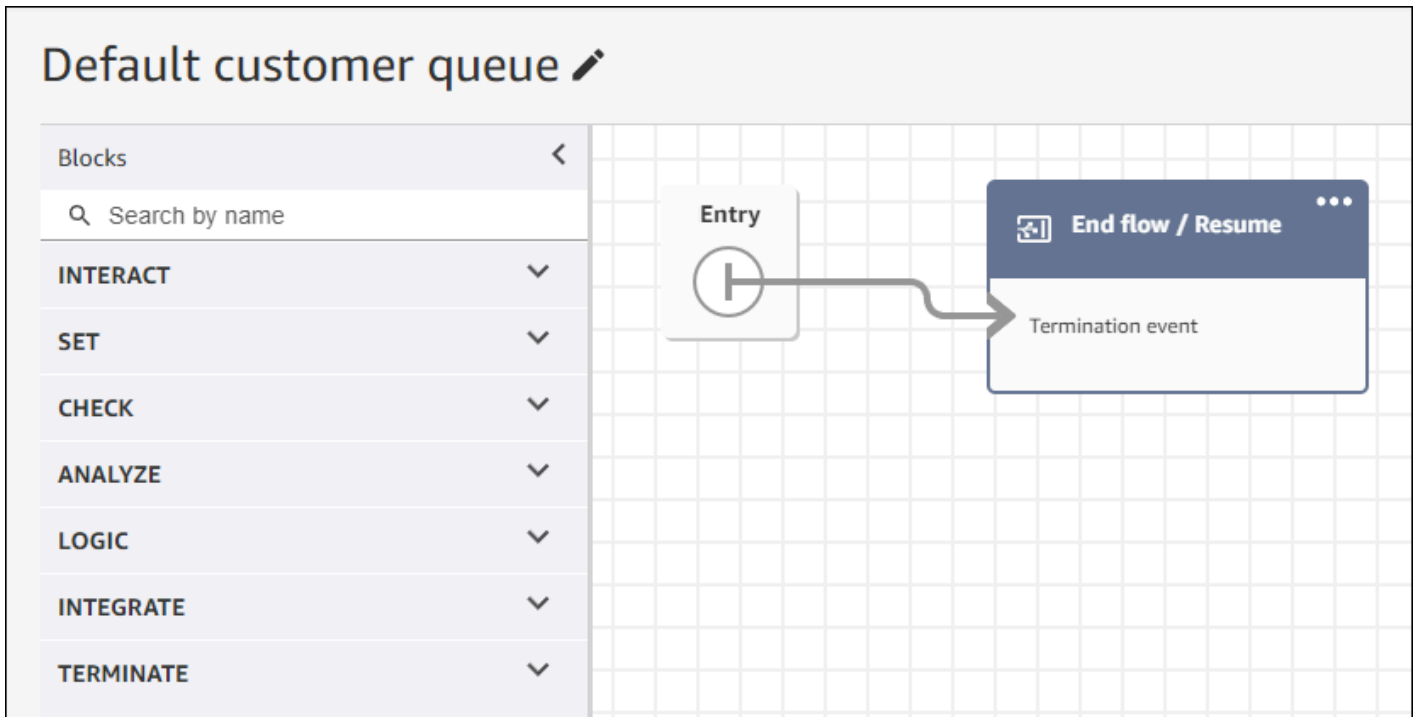 Default customer queue
Blocks
Search by name
INTERACT
SET
CHECK
ANALYZE
LOGIC
INTEGRATE
TERMINATE
Entry
End flow / Resume
Termination event